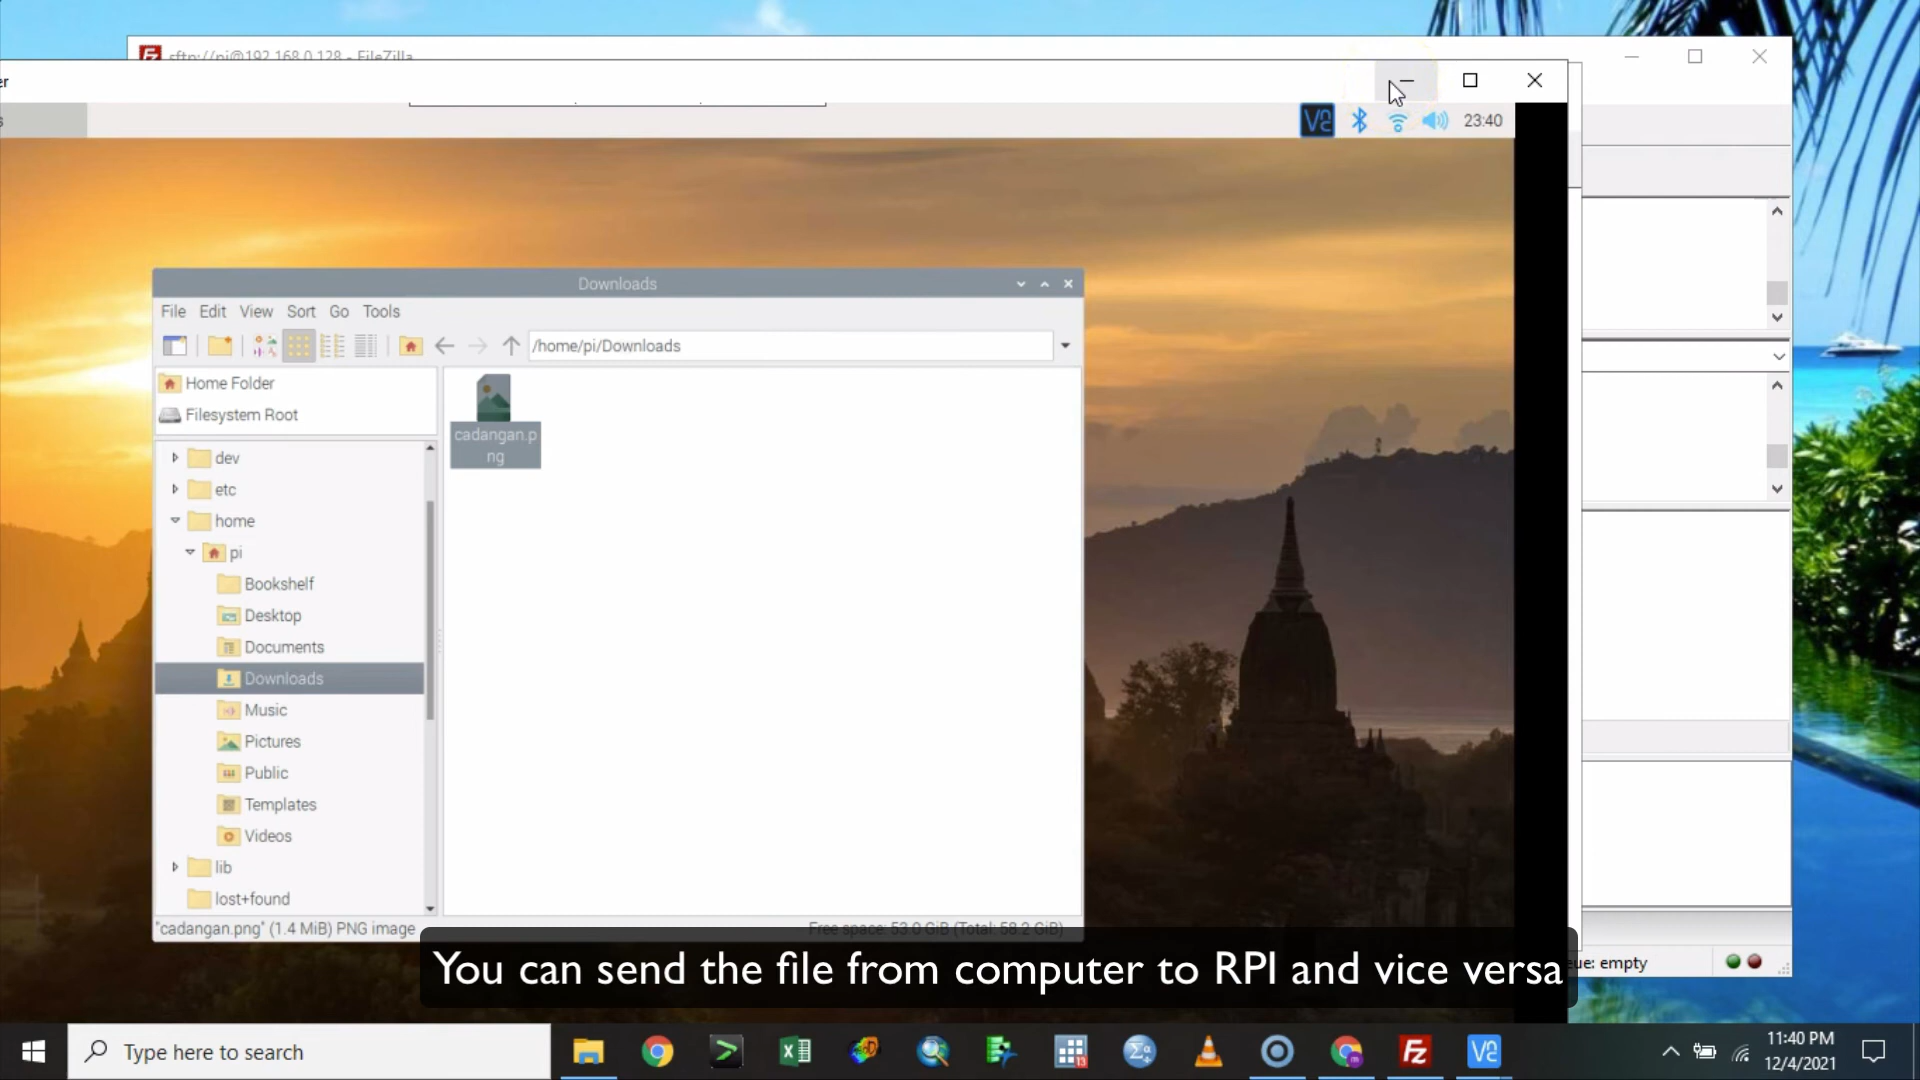 sftp://pi@192.168.0.128 - FileZilla
er
s
23:40
Downloads
File Edit View Sort Go Tools
/home/pi/Downloads
Home Folder
Filesystem Root
dev
etc
home
pi
Bookshelf
Desktop
Documents
Downloads
Music
Pictures
Public
Templates
Videos
lib
lost+found
cadangan.p
ng
"cadangan.png" (1.4 MiB) PNG image
Free space: 53.0 GiB (Total: 58.2 GiB)
You can send the file from computer to RPI and vice versa
eue: empty
Type here to search
11:40 PM
12/4/2021